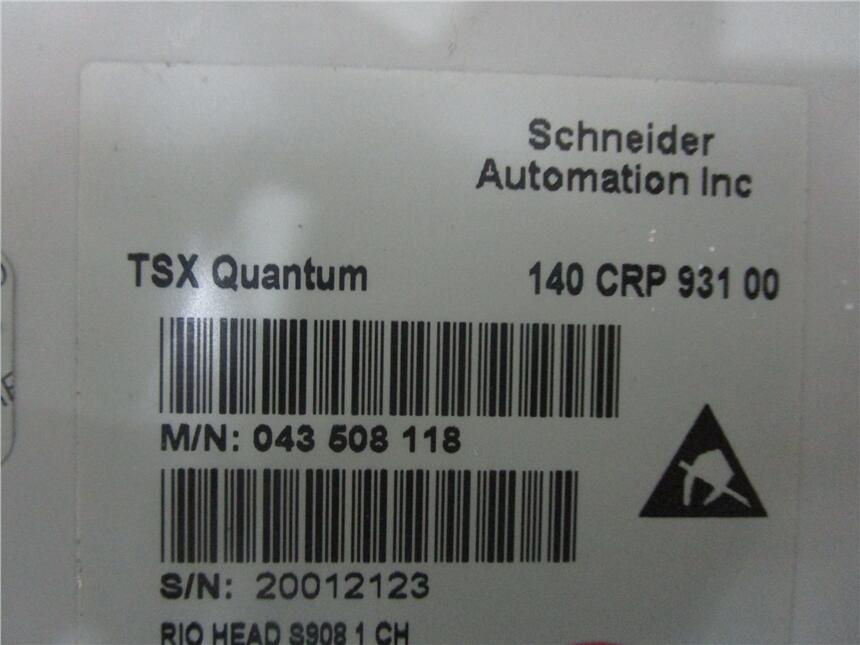 Schneider
Automation Inc
TSX Quantum 140 CRP 931 00
M/N: 043 508 118
S/N: 20012123
RIO HEAD S908 1 CH